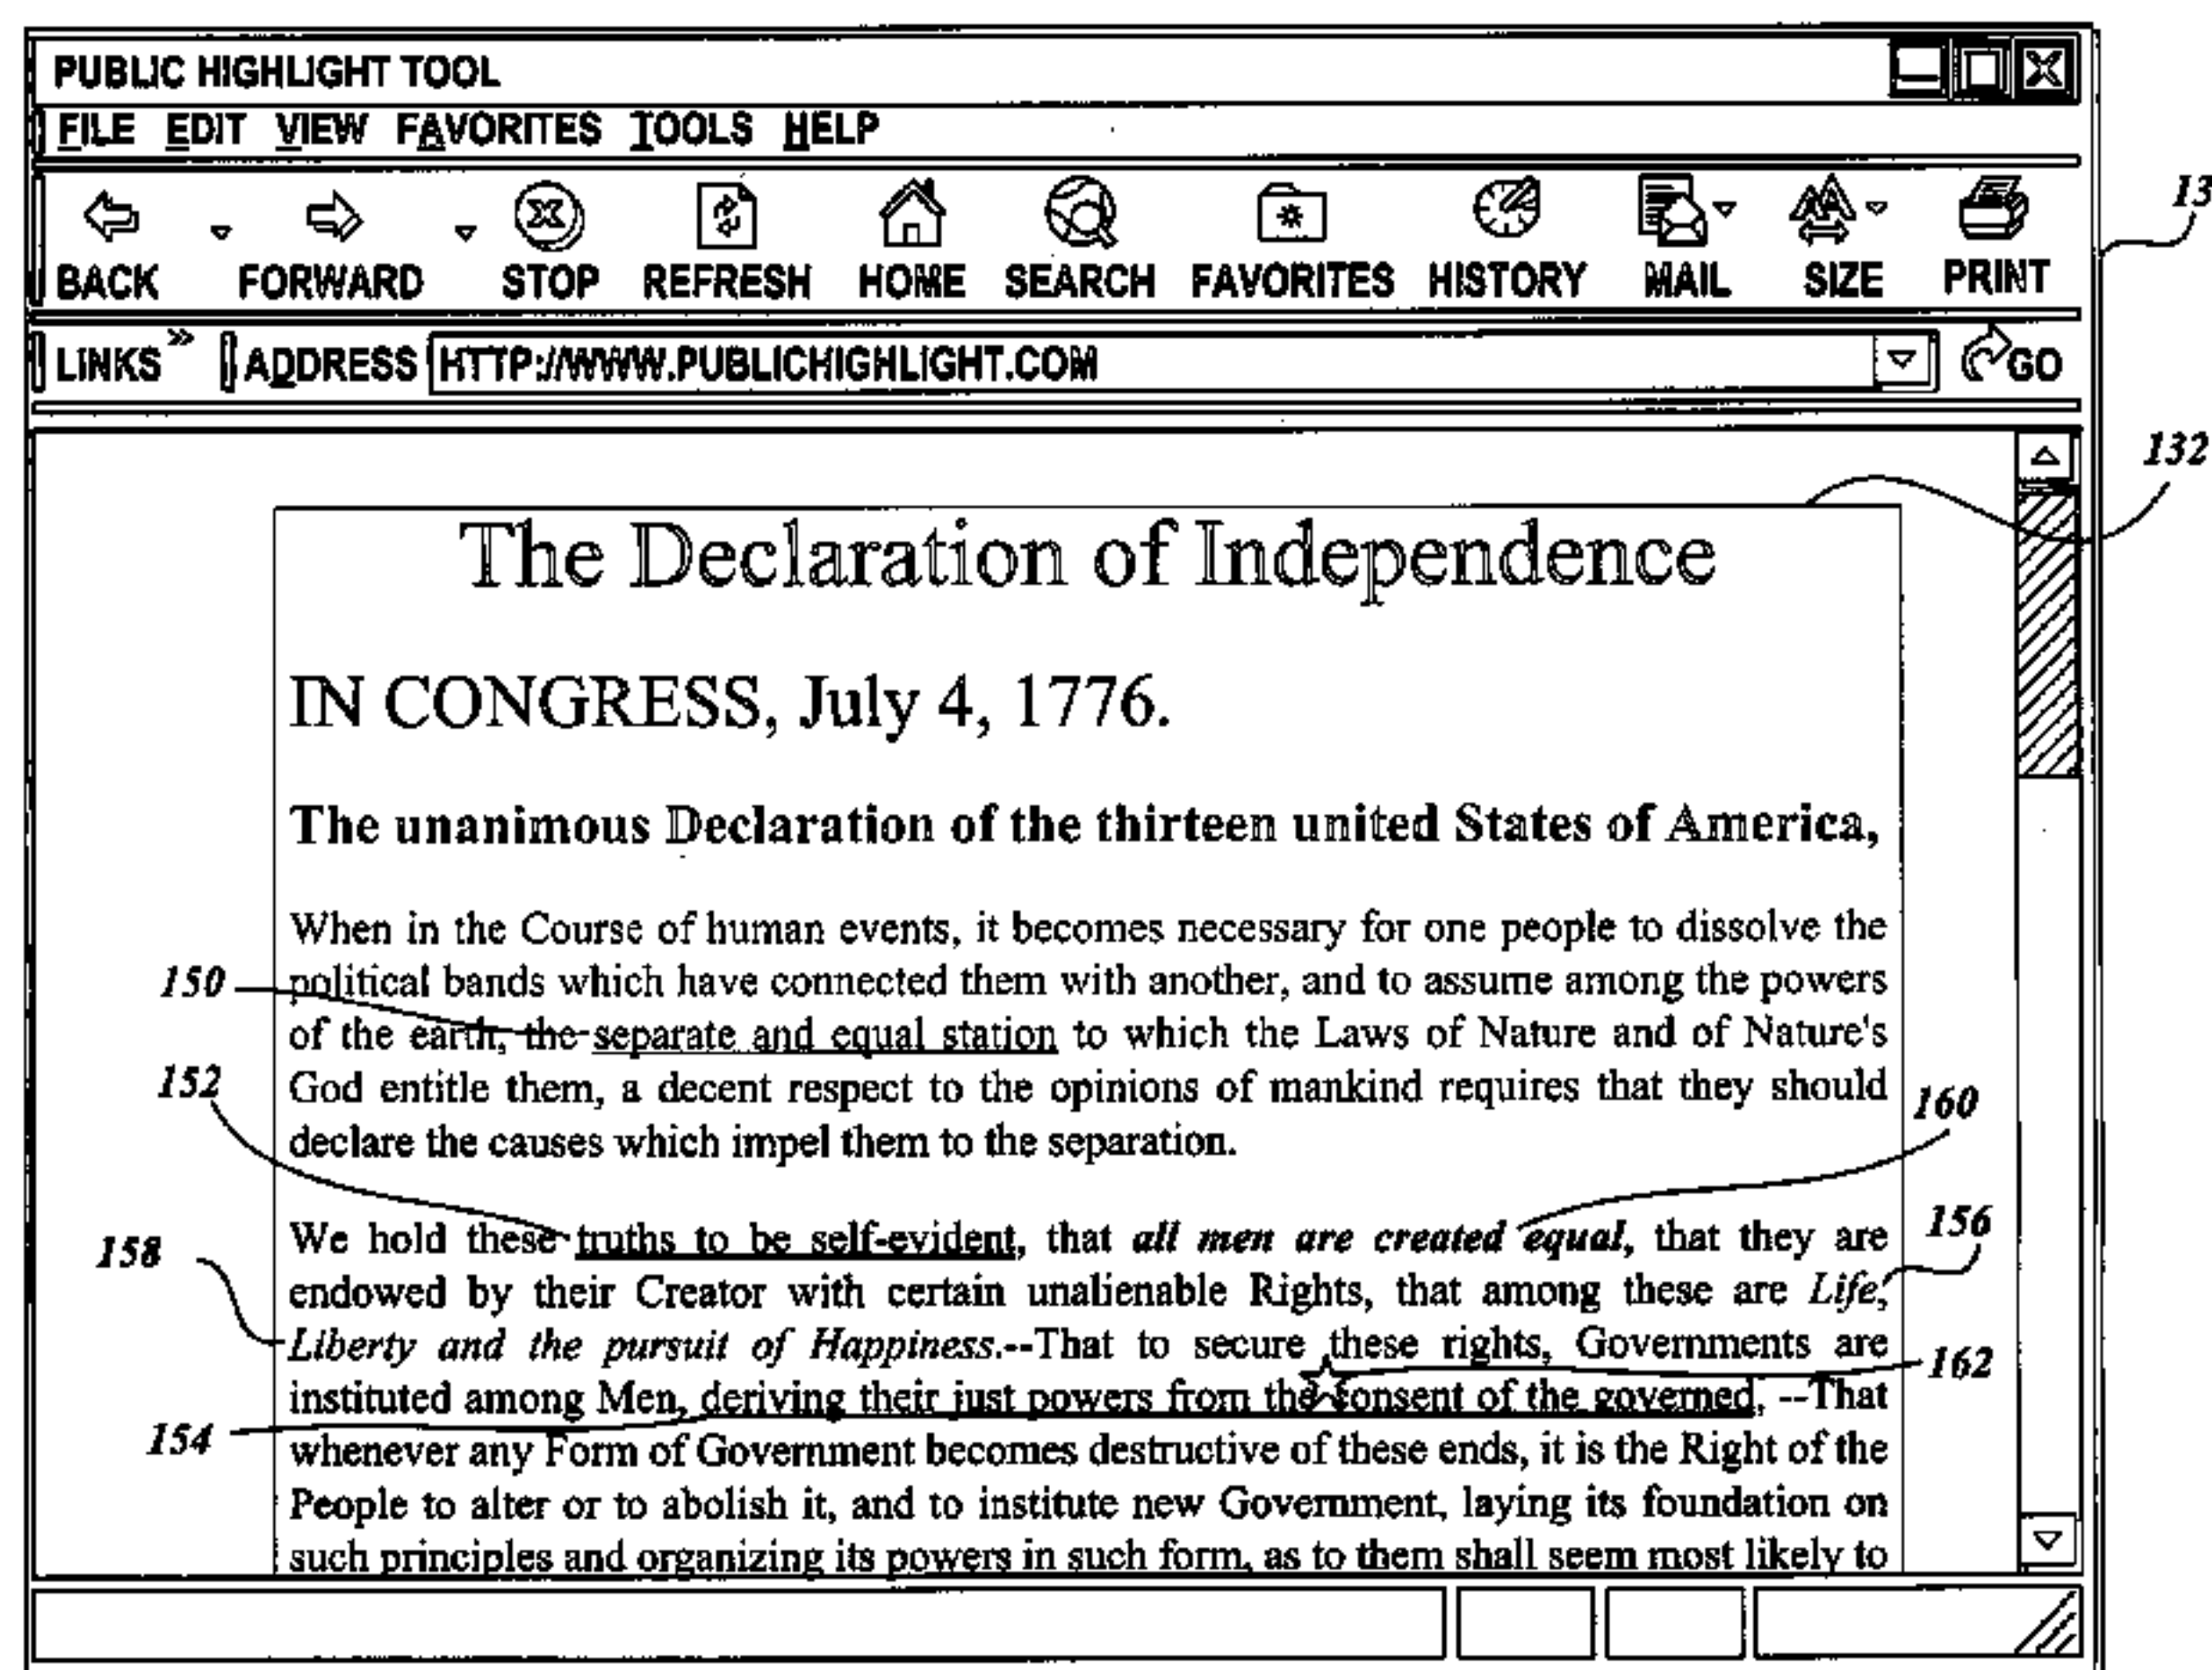 PUBLIC HIGHLIGHT TOOL
FILE EDIT VIEW FAVORITES TOOLS HELP
BACK FORWARD STOP REFRESH HOME SEARCH FAVORITES HISTORY MAIL SIZE PRINT
13
LINKS » ADDRESS HTTP://WWW.PUBLICHIGHLIGHT.COM GO
132
The Declaration of Independence
IN CONGRESS, July 4, 1776.
The unanimous Declaration of the thirteen united States of America,
When in the Course of human events, it becomes necessary for one people to dissolve the
150 political bands which have connected them with another, and to assume among the powers
of the earth, the separate and equal station to which the Laws of Nature and of Nature's
152 God entitle them, a decent respect to the opinions of mankind requires that they should 160
declare the causes which impel them to the separation.
We hold these truths to be self-evident, that all men are created equal, that they are 156
158 endowed by their Creator with certain unalienable Rights, that among these are Life,
Liberty and the pursuit of Happiness.--That to secure these rights, Governments are 162
instituted among Men, deriving their just powers from the consent of the governed, --That
154 whenever any Form of Government becomes destructive of these ends, it is the Right of the
People to alter or to abolish it, and to institute new Government, laying its foundation on
such principles and organizing its powers in such form, as to them shall seem most likely to